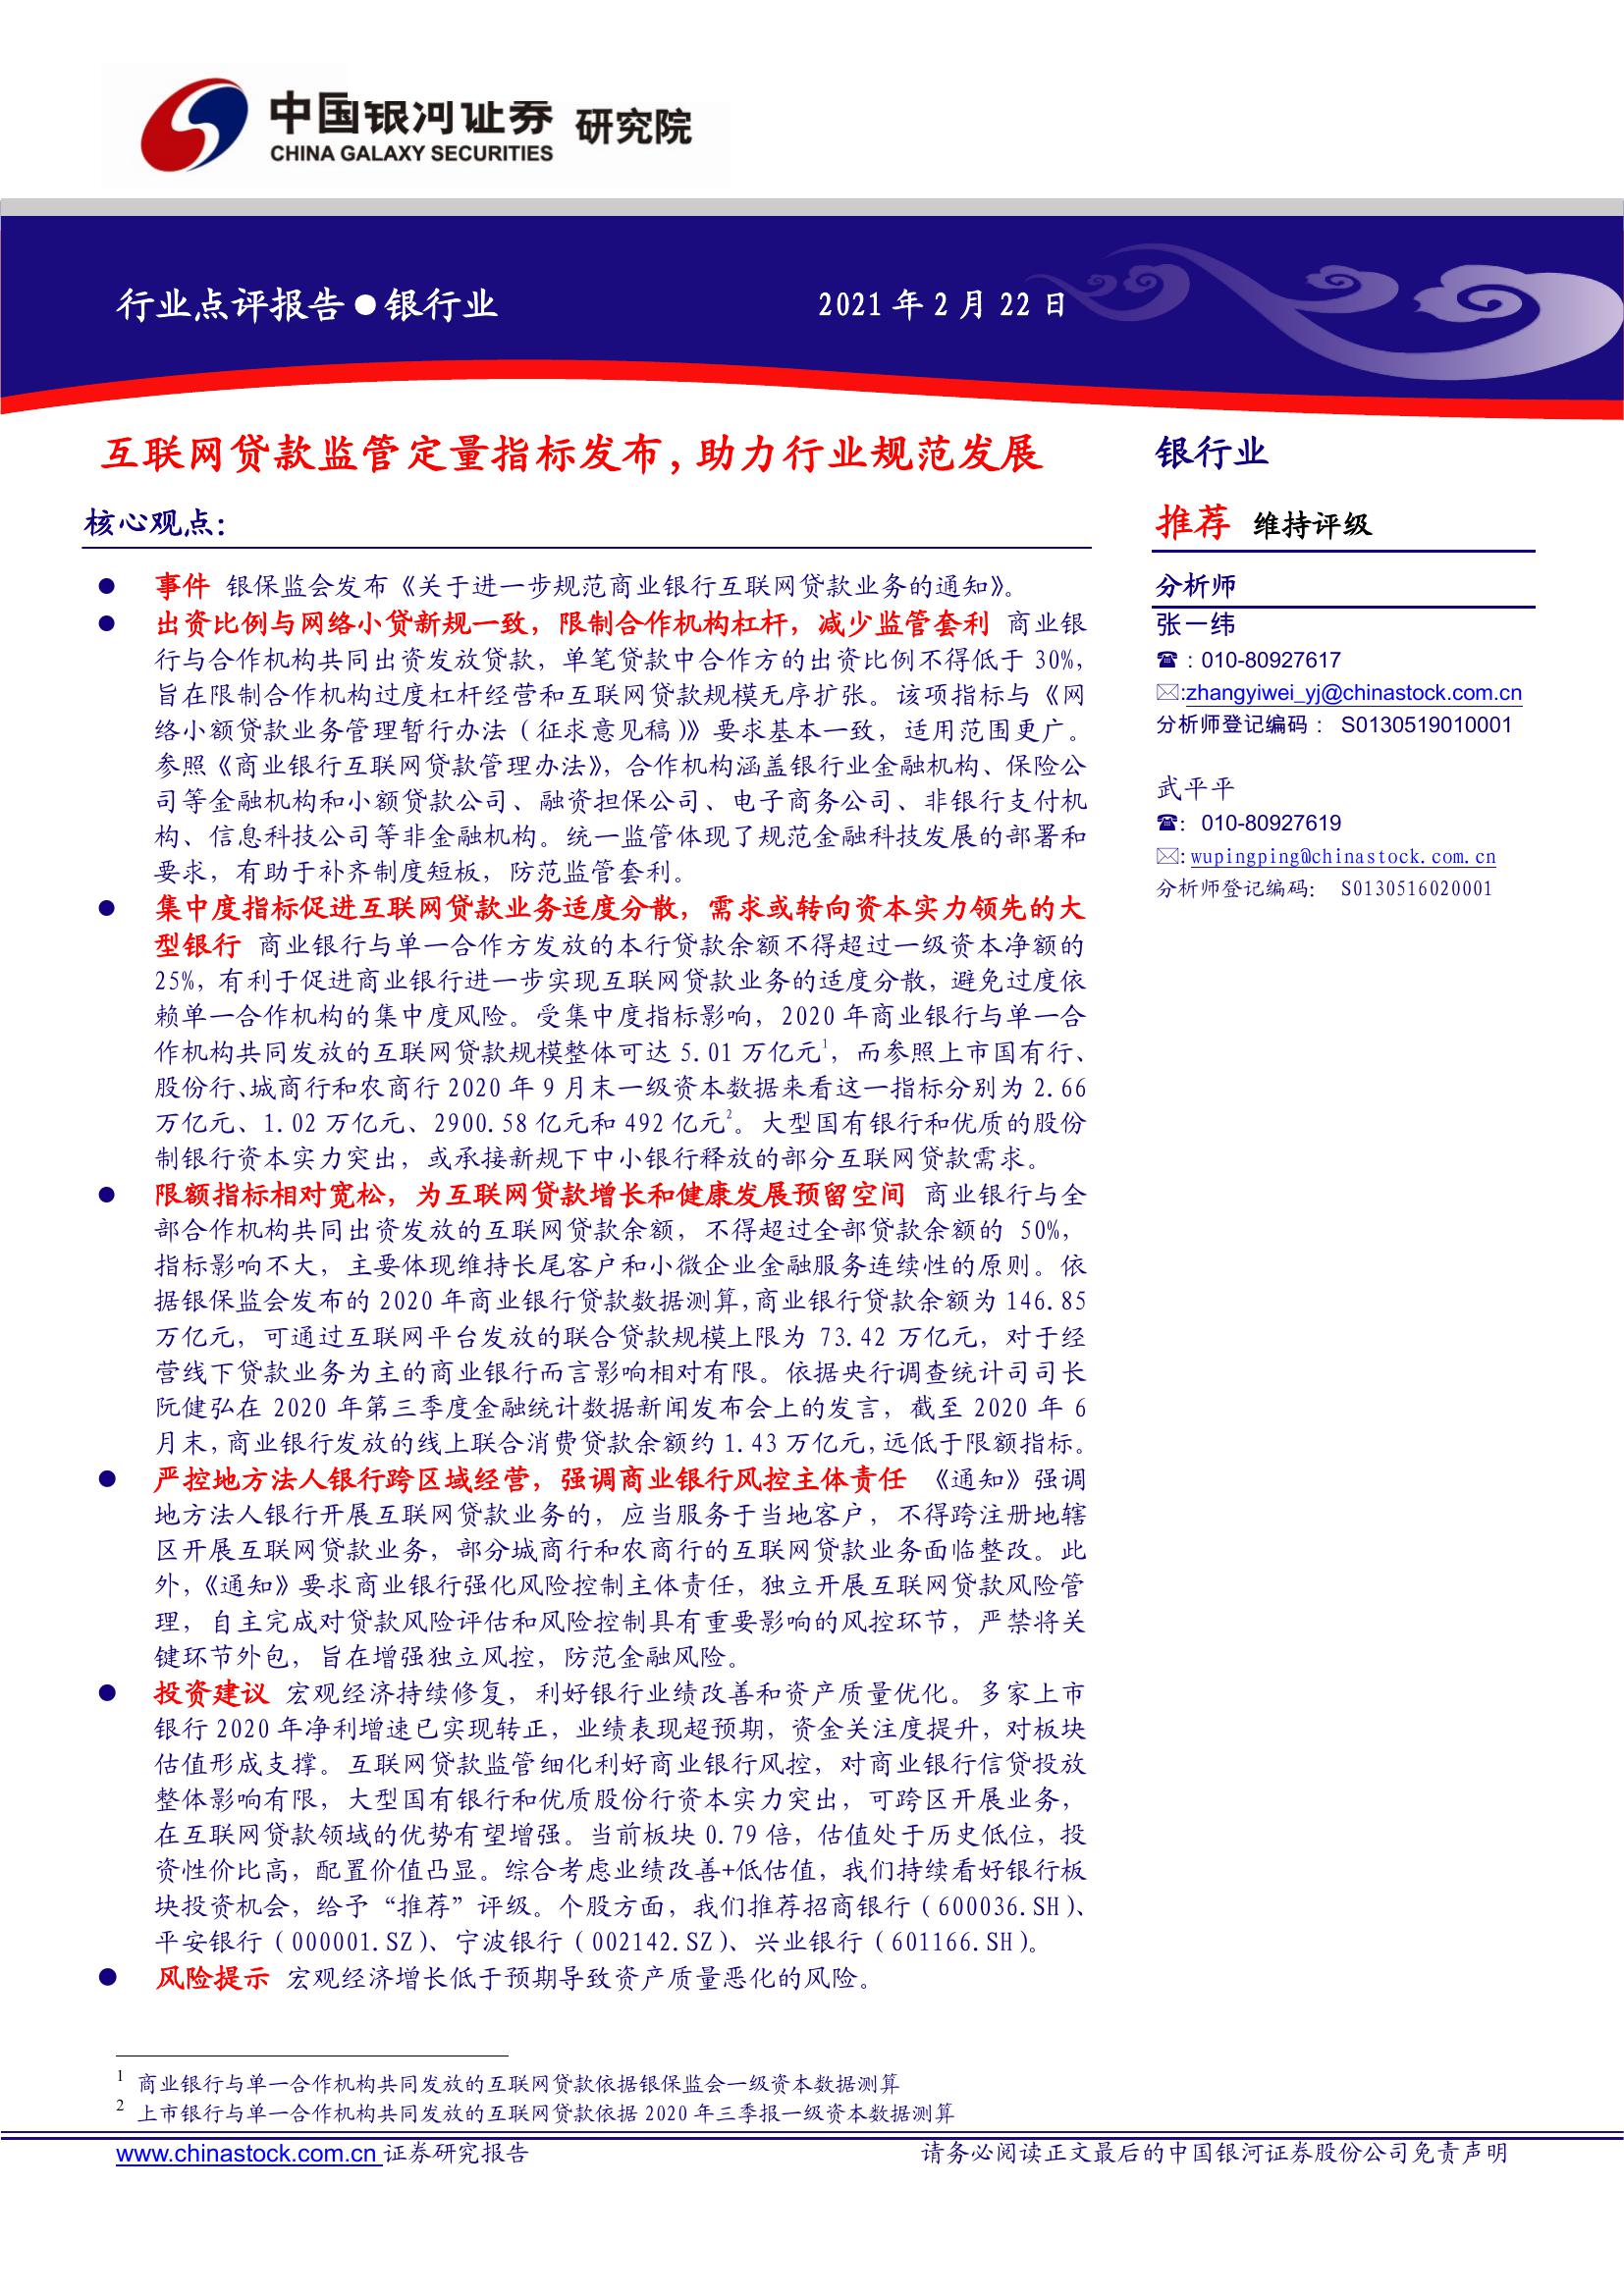 中国银河证券 研究院
CHINA GALAXY SECURITIES
行业点评报告●银行业
2021 年 2 月 22 日
互联网贷款监管定量指标发布，助力行业规范发展
核心观点：
● 事件 银保监会发布《关于进一步规范商业银行互联网贷款业务的通知》。
● 出资比例与网络小贷新规一致，限制合作机构杠杆，减少监管套利 商业银
行与合作机构共同出资发放贷款，单笔贷款中合作方的出资比例不得低于 30%，
旨在限制合作机构过度杠杆经营和互联网贷款规模无序扩张。该项指标与《网
络小额贷款业务管理暂行办法（征求意见稿）》要求基本一致，适用范围更广。
参照《商业银行互联网贷款管理办法》，合作机构涵盖银行业金融机构、保险公
司等金融机构和小额贷款公司、融资担保公司、电子商务公司、非银行支付机
构、信息科技公司等非金融机构。统一监管体现了规范金融科技发展的部署和
要求，有助于补齐制度短板，防范监管套利。
● 集中度指标促进互联网贷款业务适度分散，需求或转向资本实力领先的大
型银行 商业银行与单一合作方发放的本行贷款余额不得超过一级资本净额的
25%，有利于促进商业银行进一步实现互联网贷款业务的适度分散，避免过度依
赖单一合作机构的集中度风险。受集中度指标影响，2020 年商业银行与单一合
作机构共同发放的互联网贷款规模整体可达 5.01 万亿元1，而参照上市国有行、
股份行、城商行和农商行 2020 年 9 月末一级资本数据来看这一指标分别为 2.66
万亿元、1.02 万亿元、2900.58 亿元和 492 亿元2。大型国有银行和优质的股份
制银行资本实力突出，或承接新规下中小银行释放的部分互联网贷款需求。
● 限额指标相对宽松，为互联网贷款增长和健康发展预留空间 商业银行与全
部合作机构共同出资发放的互联网贷款余额，不得超过全部贷款余额的 50%，
指标影响不大，主要体现维持长尾客户和小微企业金融服务连续性的原则。依
据银保监会发布的 2020 年商业银行贷款数据测算，商业银行贷款余额为 146.85
万亿元，可通过互联网平台发放的联合贷款规模上限为 73.42 万亿元，对于经
营线下贷款业务为主的商业银行而言影响相对有限。依据央行调查统计司司长
阮健弘在 2020 年第三季度金融统计数据新闻发布会上的发言，截至 2020 年 6
月末，商业银行发放的线上联合消费贷款余额约 1.43 万亿元，远低于限额指标。
● 严控地方法人银行跨区域经营，强调商业银行风控主体责任 《通知》强调
地方法人银行开展互联网贷款业务的，应当服务于当地客户，不得跨注册地辖
区开展互联网贷款业务，部分城商行和农商行的互联网贷款业务面临整改。此
外，《通知》要求商业银行强化风险控制主体责任，独立开展互联网贷款风险管
理，自主完成对贷款风险评估和风险控制具有重要影响的风控环节，严禁将关
键环节外包，旨在增强独立风控，防范金融风险。
● 投资建议 宏观经济持续修复，利好银行业绩改善和资产质量优化。多家上市
银行 2020 年净利增速已实现转正，业绩表现超预期，资金关注度提升，对板块
估值形成支撑。互联网贷款监管细化利好商业银行风控，对商业银行信贷投放
整体影响有限，大型国有银行和优质股份行资本实力突出，可跨区开展业务，
在互联网贷款领域的优势有望增强。当前板块 0.79 倍，估值处于历史低位，投
资性价比高，配置价值凸显。综合考虑业绩改善+低估值，我们持续看好银行板
块投资机会，给予“推荐”评级。个股方面，我们推荐招商银行（600036.SH）、
平安银行（000001.SZ）、宁波银行（002142.SZ）、兴业银行（601166.SH）。
● 风险提示 宏观经济增长低于预期导致资产质量恶化的风险。
银行业
推荐 维持评级
分析师
张一纬
☎：010-80927617
✉:zhangyiwei_yj@chinastock.com.cn
分析师登记编码： S0130519010001
武平平
☎： 010-80927619
✉:wupingping@chinastock.com.cn
分析师登记编码： S0130516020001
1 商业银行与单一合作机构共同发放的互联网贷款依据银保监会一级资本数据测算
2 上市银行与单一合作机构共同发放的互联网贷款依据 2020 年三季报一级资本数据测算
www.chinastock.com.cn 证券研究报告
请务必阅读正文最后的中国银河证券股份公司免责声明